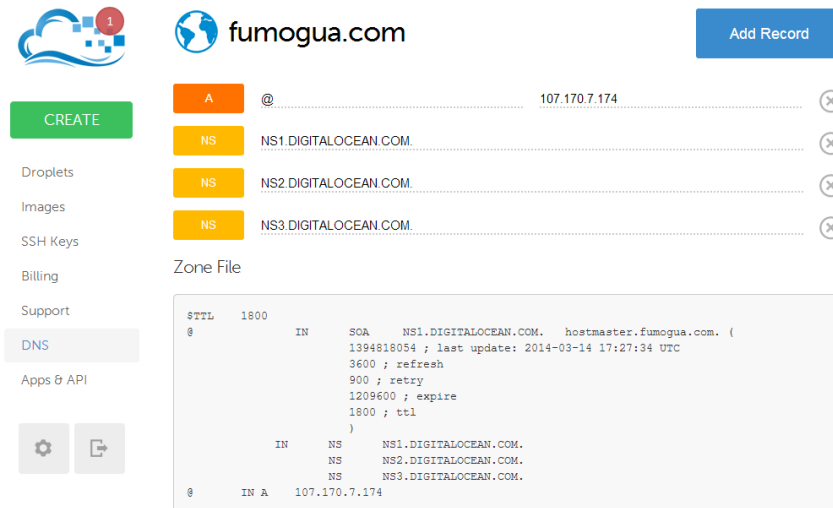 1
fumogua.com
Add Record
CREATE
Droplets
Images
SSH Keys
Billing
Support
DNS
Apps & API
A @ 107.170.7.174
NS NS1.DIGITALOCEAN.COM.
NS NS2.DIGITALOCEAN.COM.
NS NS3.DIGITALOCEAN.COM.
Zone File
$TTL 1800
@ IN SOA NS1.DIGITALOCEAN.COM. hostmaster.fumogua.com. (
1394818054 ; last update: 2014-03-14 17:27:34 UTC
3600 ; refresh
900 ; retry
1209600 ; expire
1800 ; ttl
)
IN NS NS1.DIGITALOCEAN.COM.
NS NS2.DIGITALOCEAN.COM.
NS NS3.DIGITALOCEAN.COM.
@ IN A 107.170.7.174